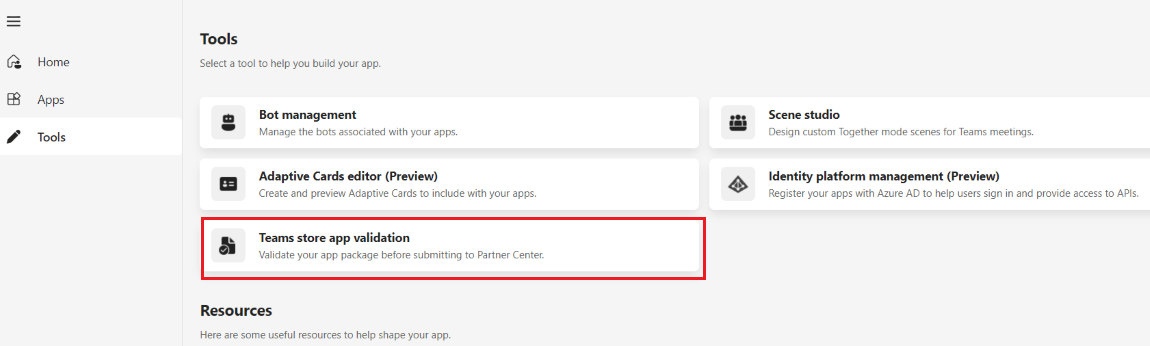 Home
Apps
Tools
Tools
Select a tool to help you build your app.
Bot management
Manage the bots associated with your apps.
Scene studio
Design custom Together mode scenes for Teams meetings.
Adaptive Cards editor (Preview)
Create and preview Adaptive Cards to include with your apps.
Identity platform management (Preview)
Register your apps with Azure AD to help users sign in and provide access to APIs.
Teams store app validation
Validate your app package before submitting to Partner Center.
Resources
Here are some useful resources to help shape your app.